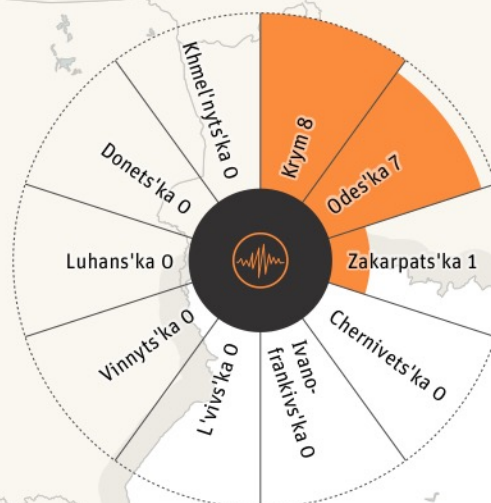 Krym 8
Odes'ka 7
Zakarpats'ka 1
Chernivets'ka 0
Ivano-
frankivs'ka 0
L'vivs'ka 0
Vinnyts'ka 0
Luhans'ka 0
Donets'ka 0
Khmel'nyts'ka 0